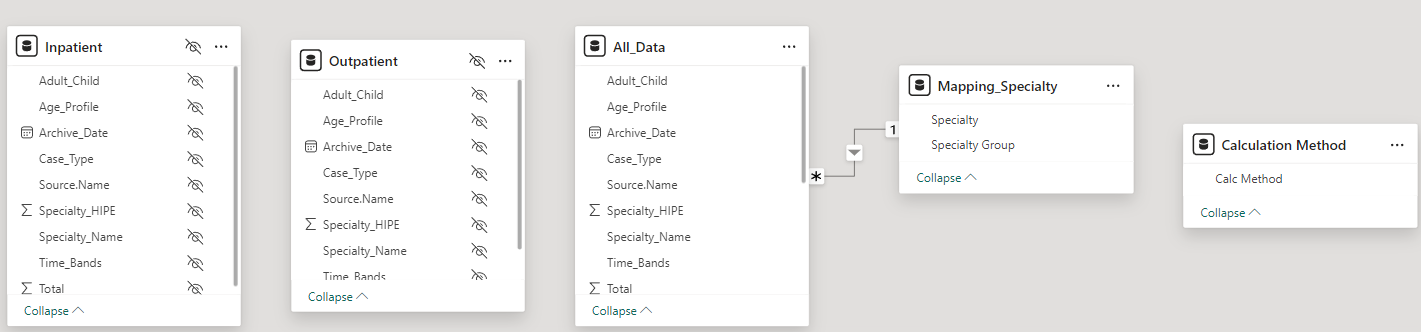 Inpatient
Adult_Child
Age_Profile
Archive_Date
Case_Type
Source.Name
Specialty_HIPE
Specialty_Name
Time_Bands
Total
Collapse
Outpatient
Adult_Child
Age_Profile
Archive_Date
Case_Type
Source.Name
Specialty_HIPE
Specialty_Name
Time_Bands
Collapse
All_Data
Adult_Child
Age_Profile
Archive_Date
Case_Type
Source.Name
Specialty_HIPE
Specialty_Name
Time_Bands
Total
Collapse
*
1
Mapping_Specialty
Specialty
Specialty Group
Collapse
Calculation Method
Calc Method
Collapse